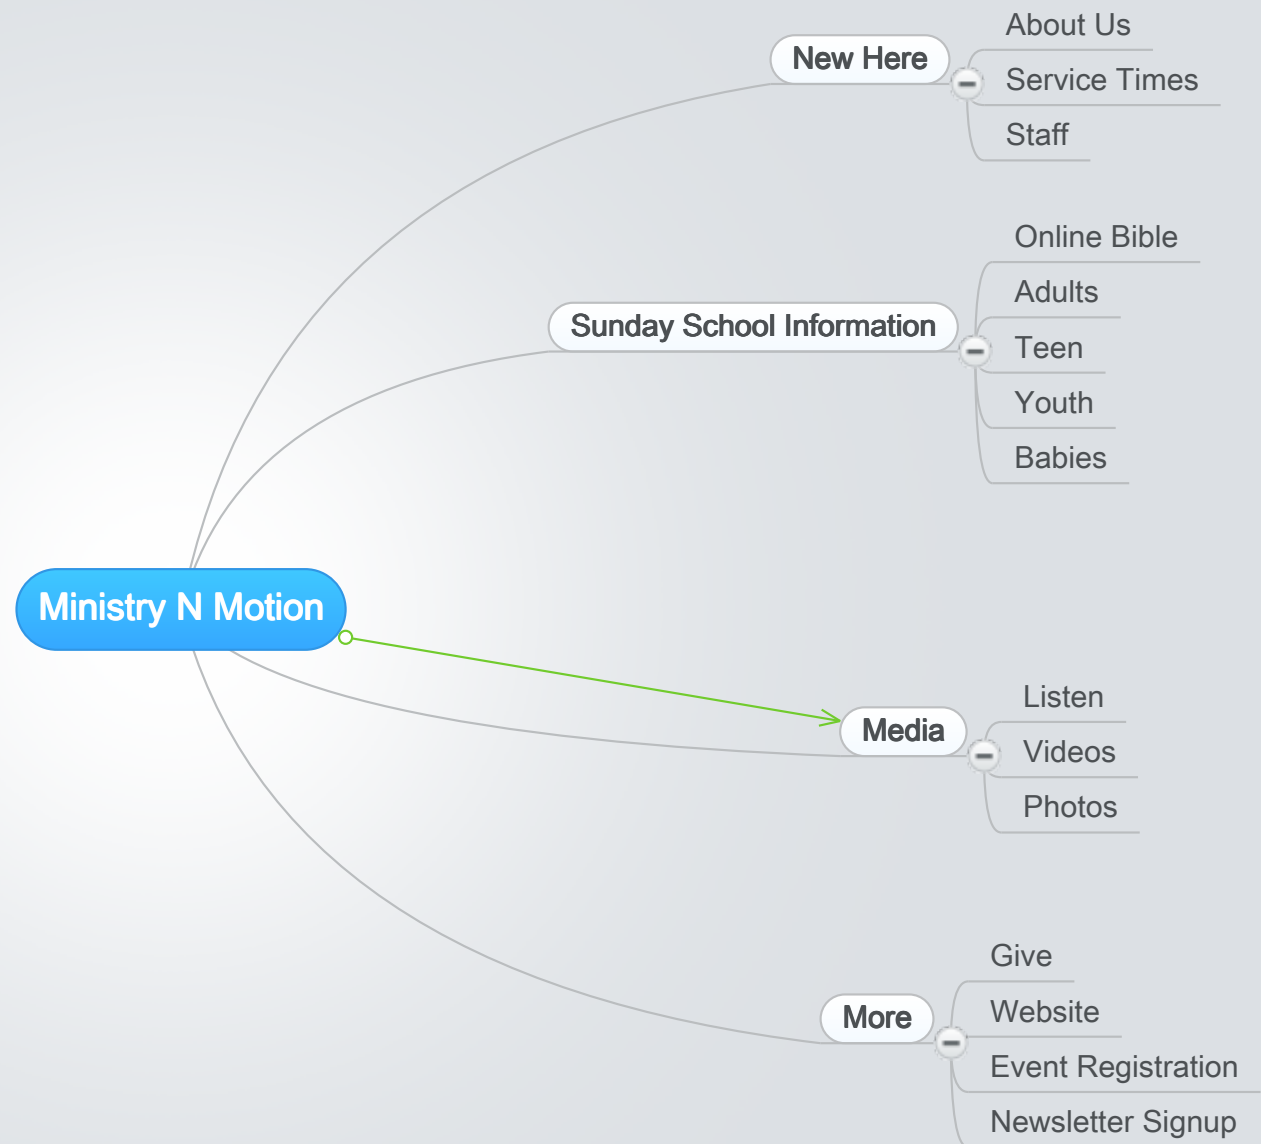 New Here
About Us
Service Times
Staff
Sunday School Information
Online Bible
Adults
Teen
Youth
Babies
Ministry N Motion
Media
Listen
Videos
Photos
More
Give
Website
Event Registration
Newsletter Signup